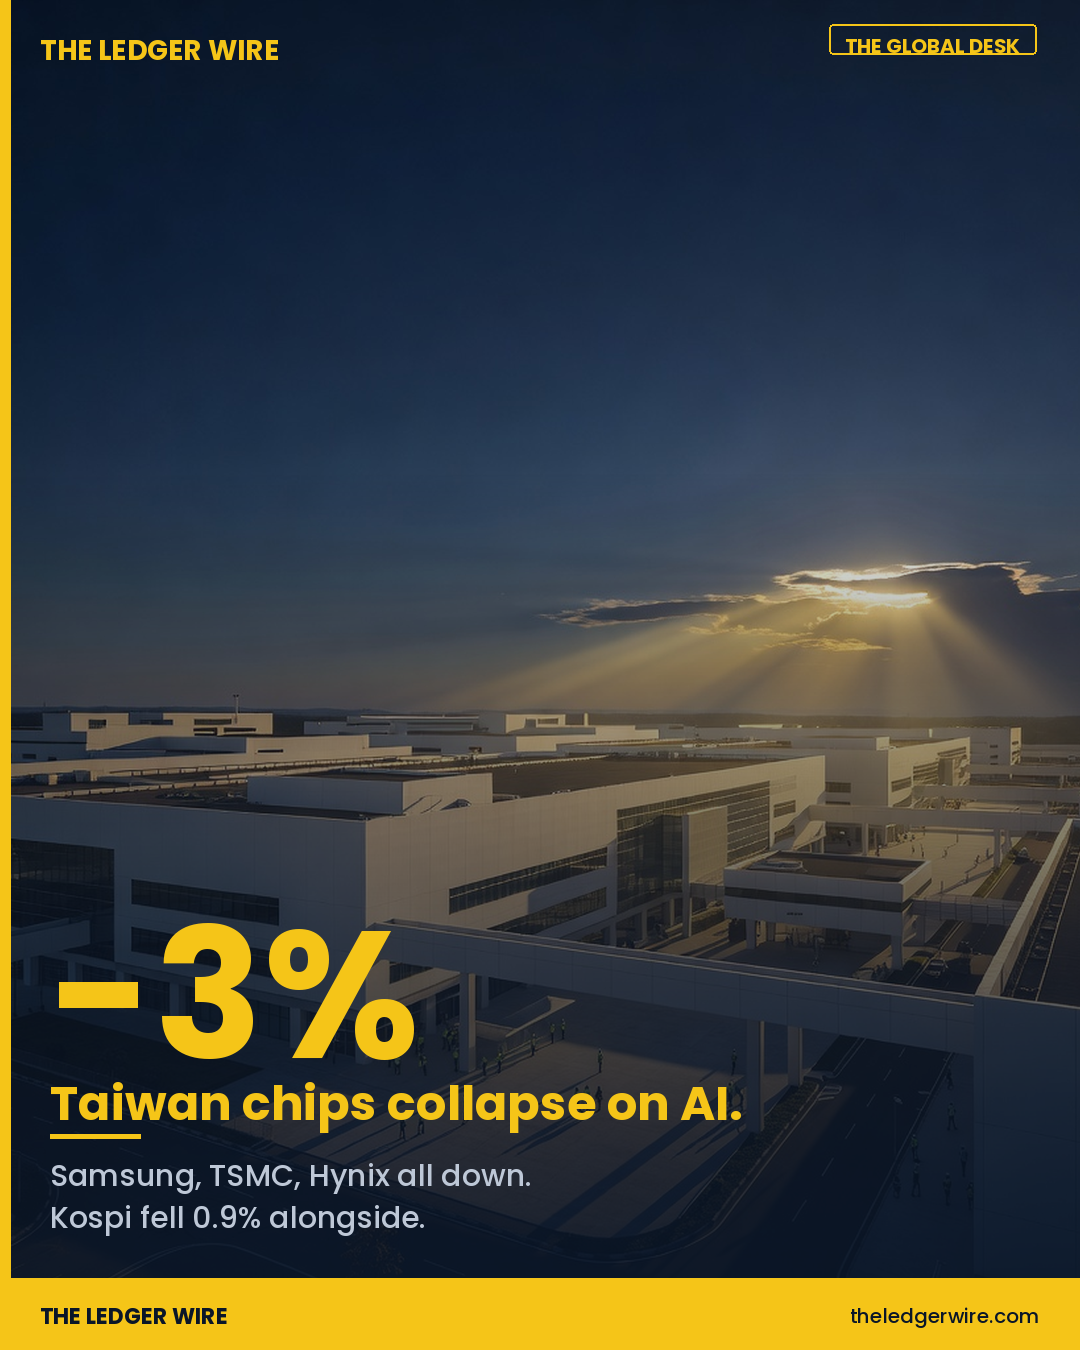 THE LEDGER WIRE
THE GLOBAL DESK
-3%
Taiwan chips collapse on AI.
Samsung, TSMC, Hynix all down.
Kospi fell 0.9% alongside.
THE LEDGER WIRE
theledgerwire.com